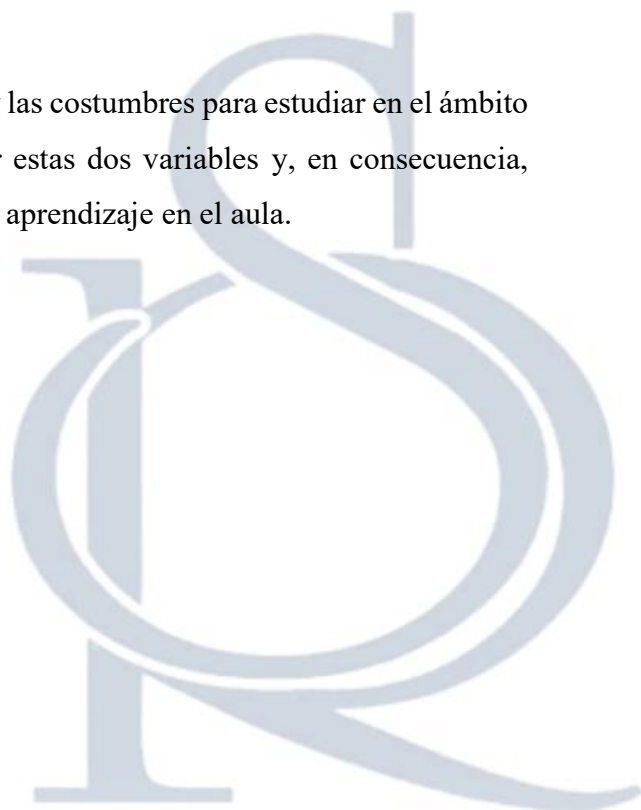 las costumbres para estudiar en el ámbito
estas dos variables y, en consecuencia,
aprendizaje en el aula.